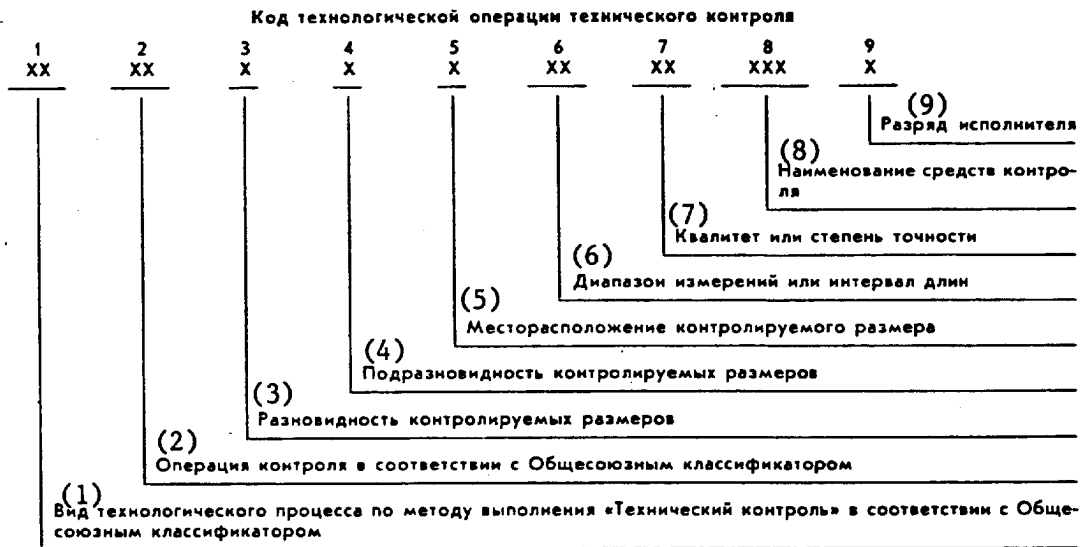 Код технологической операции технического контроля
1 2 3 4 5 6 7 8 9
XX XX X X X XX XX XXX X
(9)
Разряд исполнителя
(8)
Наименование средств контро-
ля
(7)
Квалитет или степень точности
(6)
Диапазон измерений или интервал длин
(5)
Месторасположение контролируемого размера
(4)
Подразновидность контролируемых размеров
(3)
Разновидность контролируемых размеров
(2)
Операция контроля в соответствии с Общесоюзным классификатором
(1)
Вид технологического процесса по методу выполнения «Технический контроль» в соответствии с Обще-
союзным классификатором